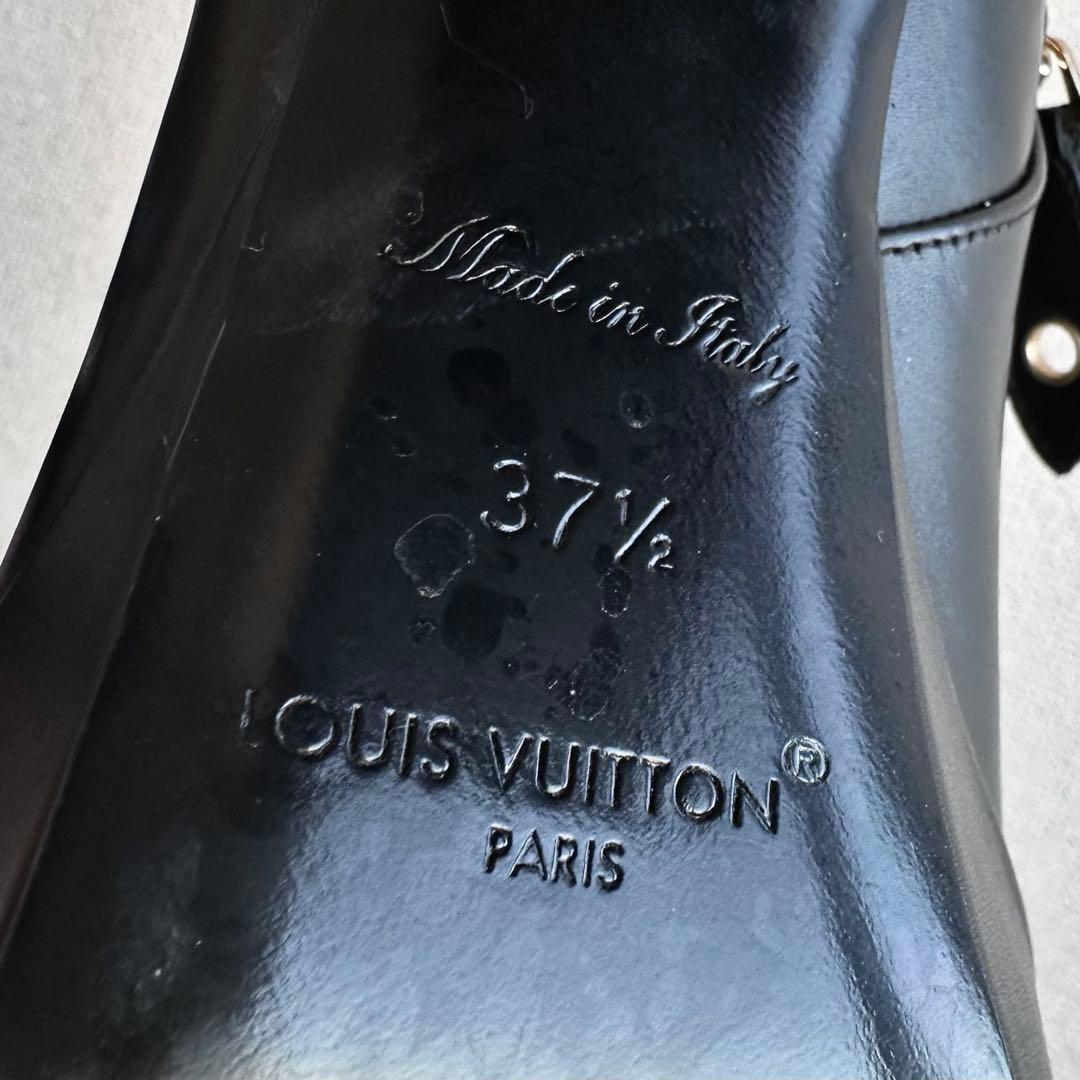 Made in Italy
37½
LOUIS VUITTON®
PARIS